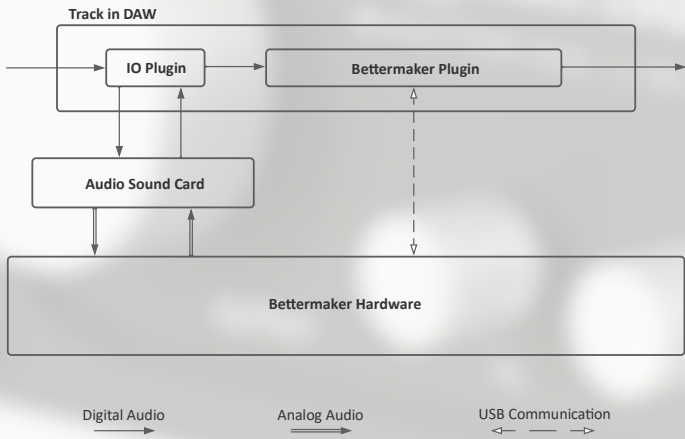 Track in DAW
IO Plugin
Bettermaker Plugin
Audio Sound Card
Bettermaker Hardware
Digital Audio
Analog Audio
USB Communication